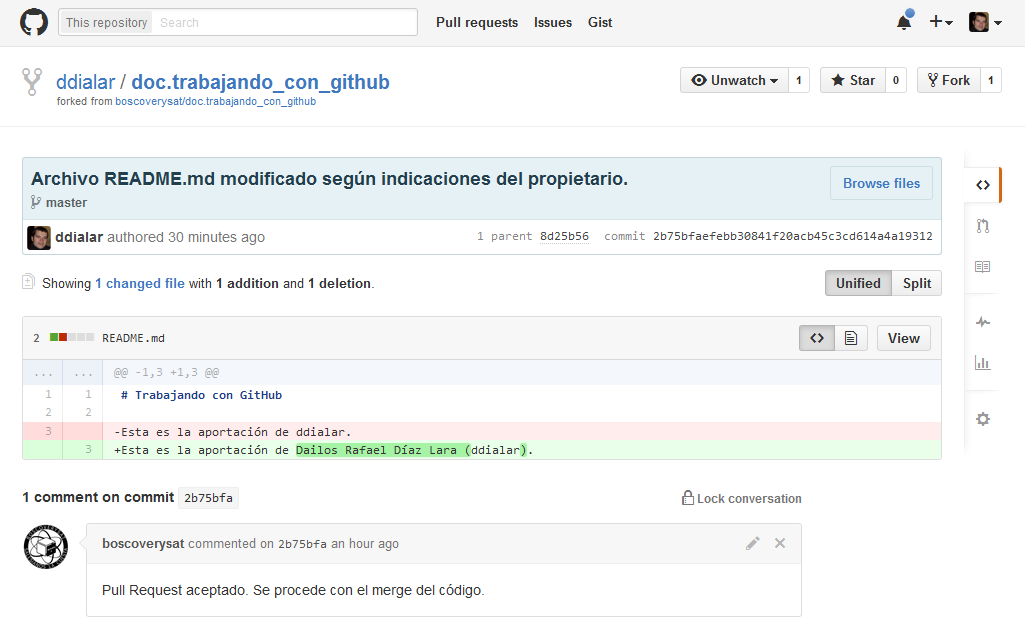 This repository Search Pull requests Issues Gist
ddialar / doc.trabajando_con_github Unwatch 1 Star 0 Fork 1
forked from boscoverysat/doc.trabajando_con_github
Archivo README.md modificado según indicaciones del propietario. Browse files
master
ddialar authored 30 minutes ago 1 parent 8d25b56 commit 2b75bfaefebb30841f20acb45c3cd614a4a19312
Showing 1 changed file with 1 addition and 1 deletion. Unified Split
2 README.md View
... ... @@ -1,3 +1,3 @@
1 1 # Trabajando con GitHub
2 2
3 -Esta es la aportación de ddialar.
3 +Esta es la aportación de Dailos Rafael Díaz Lara (ddialar).
1 comment on commit 2b75bfa Lock conversation
boscoverysat commented on 2b75bfa an hour ago
Pull Request aceptado. Se procede con el merge del código.